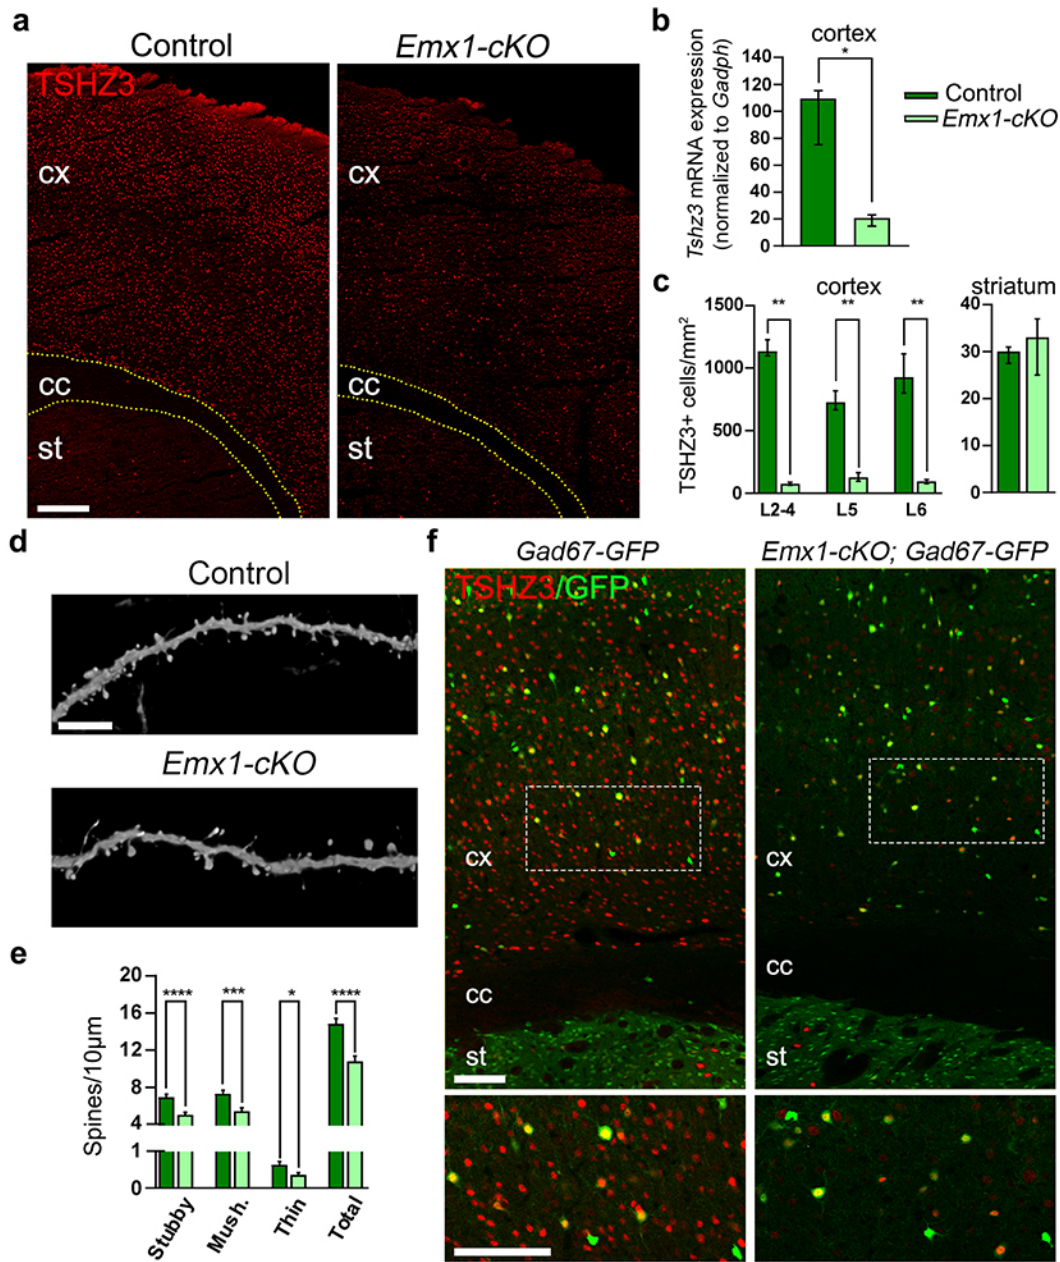 a
Control
Emx1-cKO
TSHZ3
cx
cc
st
cx
cc
st
b
cortex
*
Tshz3 mRNA expression
(normalized to Gadph)
140
120
100
80
60
40
20
0
Control
Emx1-cKO
c
cortex
striatum
TSHZ3+ cells/mm²
1500
1000
500
0
**
**
**
L2-4
L5
L6
40
30
20
10
0
d
Control
Emx1-cKO
e
Spines/10µm
20
16
12
8
4
1
0
****
***
*
****
Stubby
Mush.
Thin
Total
f
Gad67-GFP
Emx1-cKO; Gad67-GFP
TSHZ3/GFP
cx
cc
st
cx
cc
st